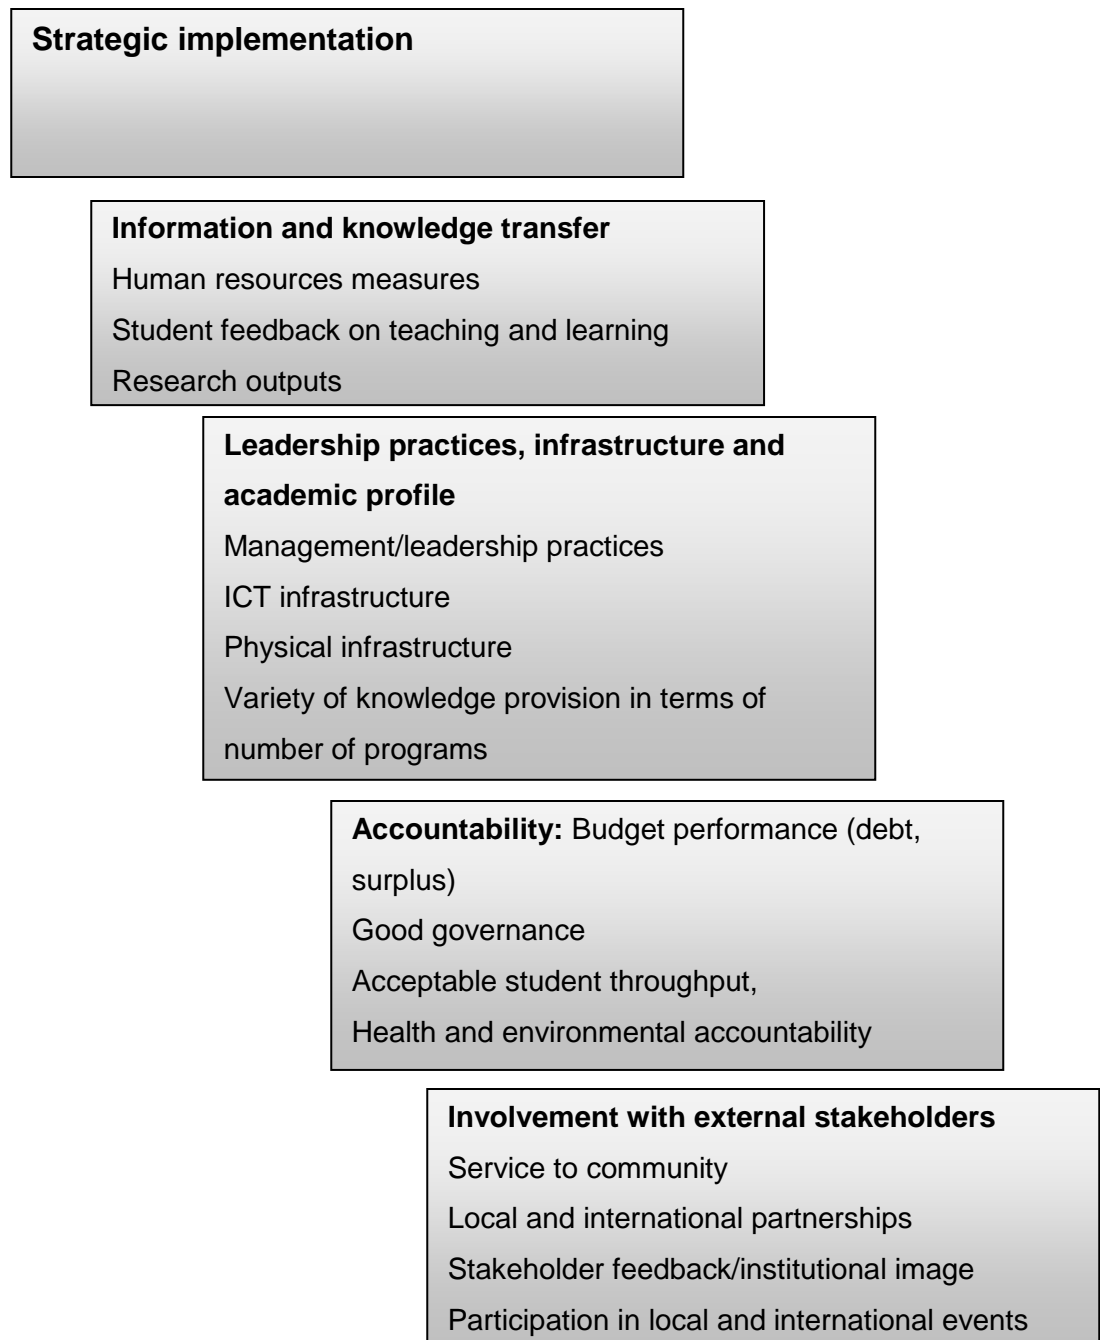 Strategic implementation
Information and knowledge transfer
Human resources measures
Student feedback on teaching and learning
Research outputs
Leadership practices, infrastructure and
academic profile
Management/leadership practices
ICT infrastructure
Physical infrastructure
Variety of knowledge provision in terms of
number of programs
Accountability: Budget performance (debt,
surplus)
Good governance
Acceptable student throughput,
Health and environmental accountability
Involvement with external stakeholders
Service to community
Local and international partnerships
Stakeholder feedback/institutional image
Participation in local and international events